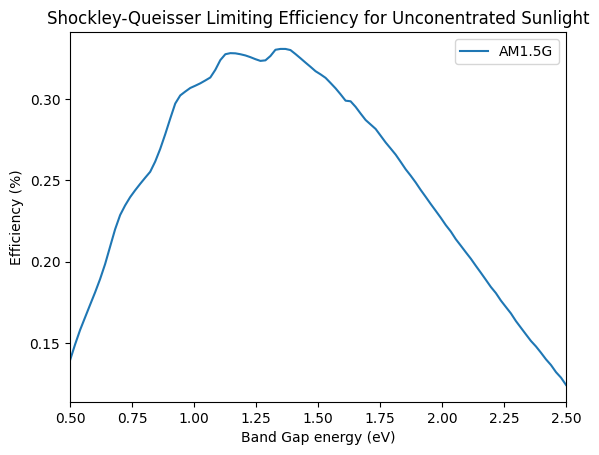 Shockley-Queisser Limiting Efficiency for Unconentrated Sunlight
AM1.5G
Efficiency (%)
0.30
0.25
0.20
0.15
0.50 0.75 1.00 1.25 1.50 1.75 2.00 2.25 2.50
Band Gap energy (eV)